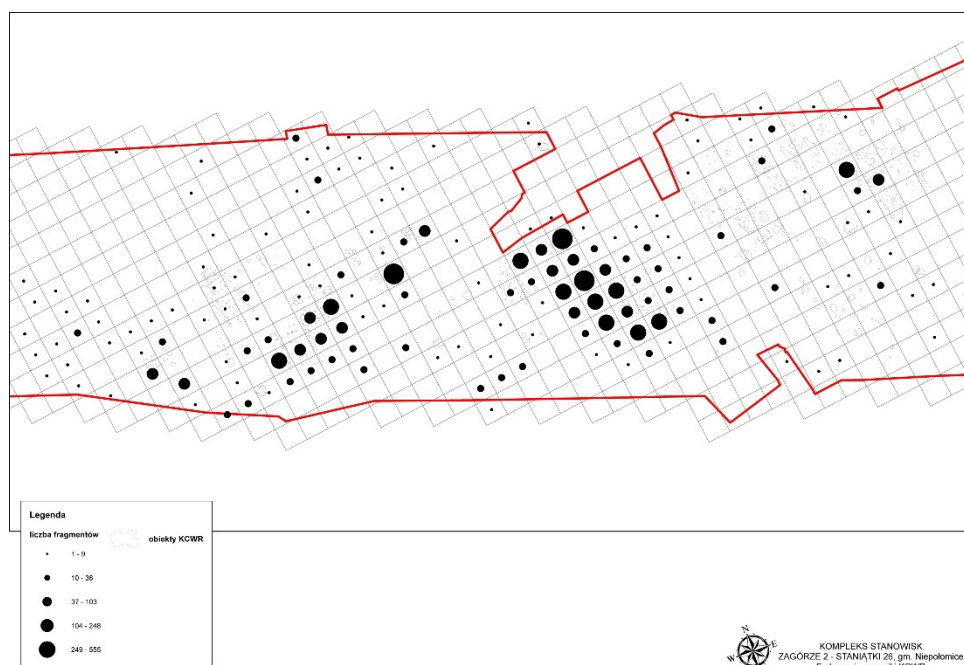 Legenda
liczba fragmentów
obiekty KCWR
1 - 9
10 - 36
37 - 103
104 - 248
249 - 556
N
E
W
S
KOMPLEKS STANOWISK
ZAGÓRZE 2 - STANIĄTKI 26, gm. Niepołomice